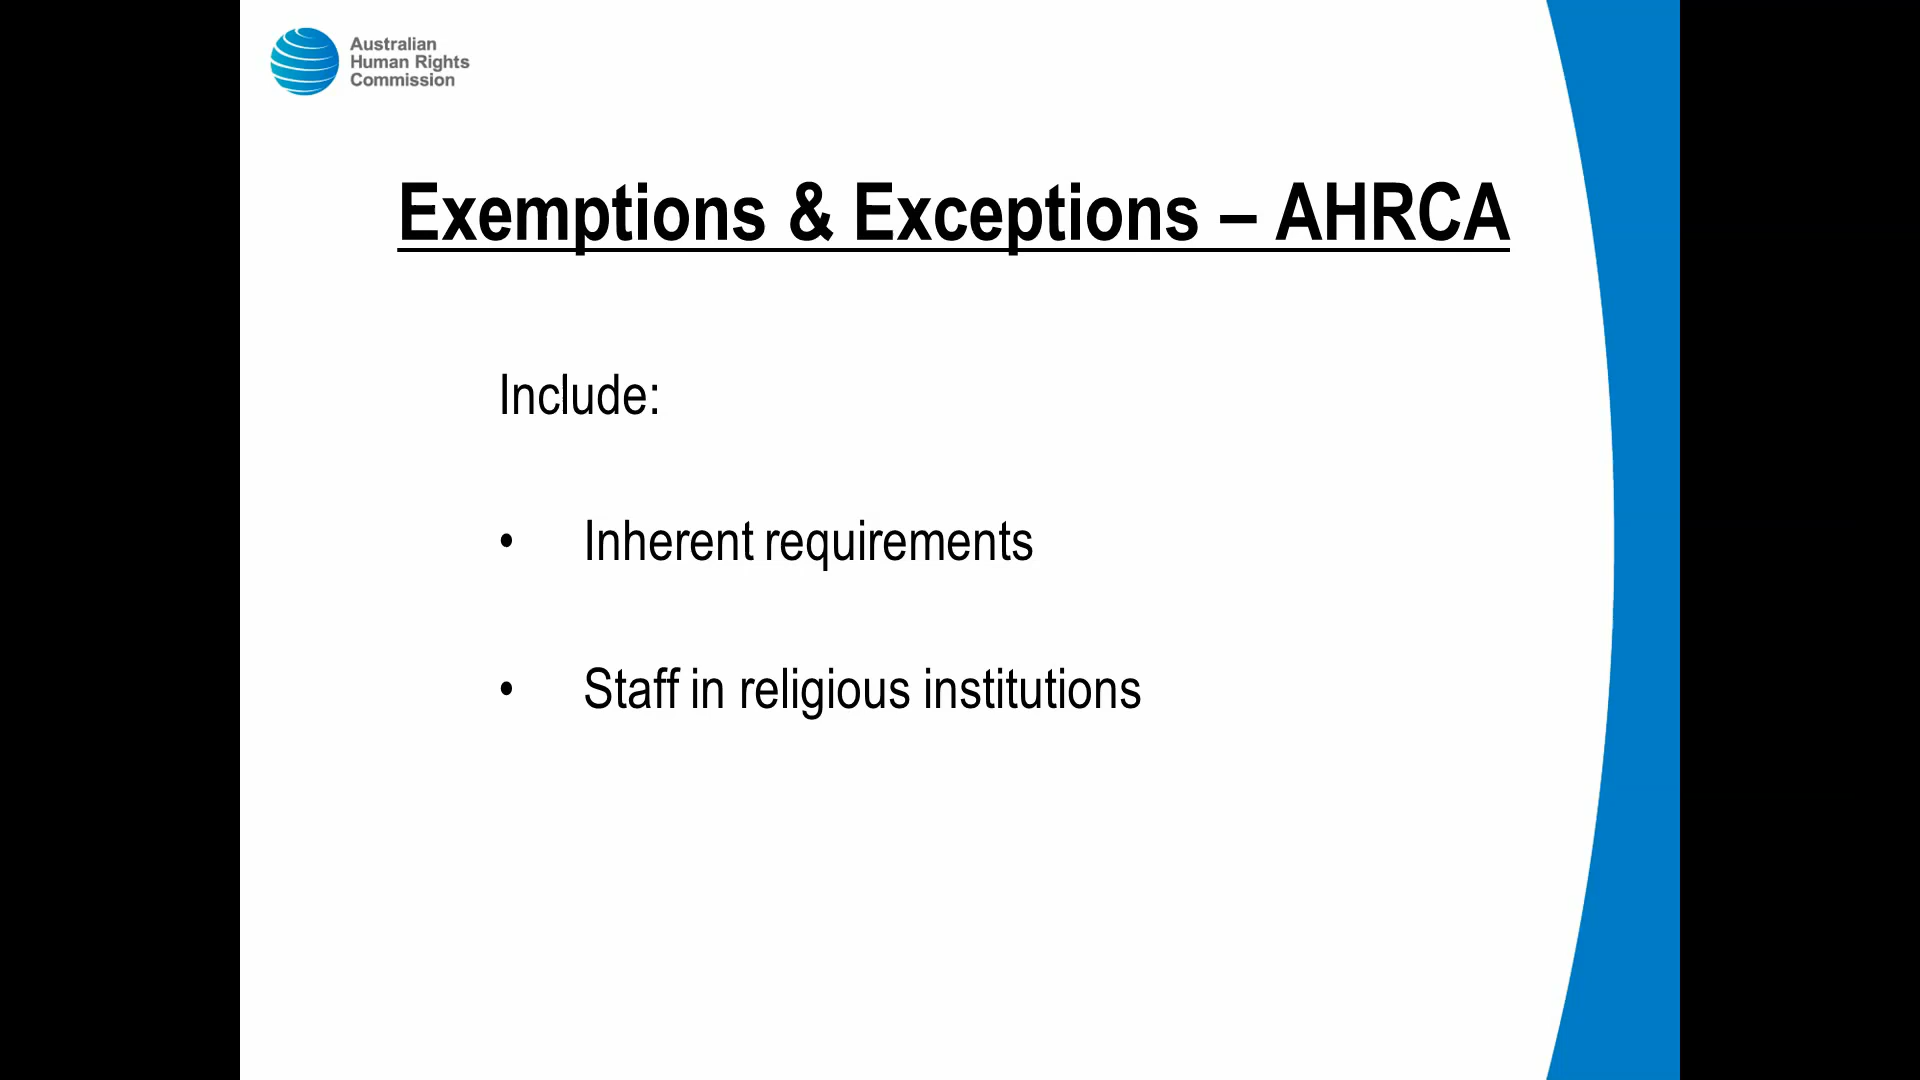 Australian
Human Rights
Commission
Exemptions & Exceptions – AHRCA
Include:
• Inherent requirements
• Staff in religious institutions